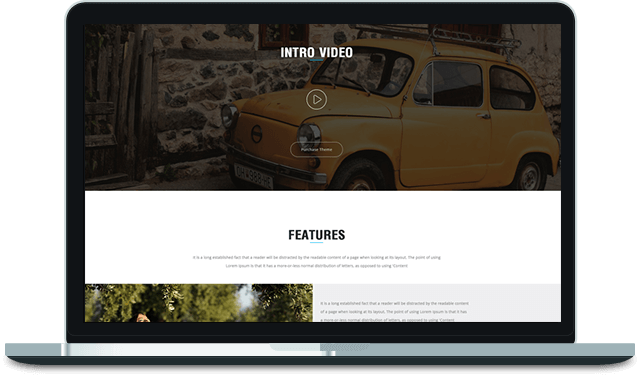 INTRO VIDEO
Purchase Theme
FEATURES
It is a long established fact that a reader will be distracted by the readable content of a page when looking at its layout. The point of using
Lorem Ipsum is that it has a more-or-less normal distribution of letters, as opposed to using 'Content
It is a long established fact that a reader will be distracted by the readable content
of a page when looking at its layout. The point of using Lorem Ipsum is that it has
a more-or-less normal distribution of letters, as opposed to using 'Content